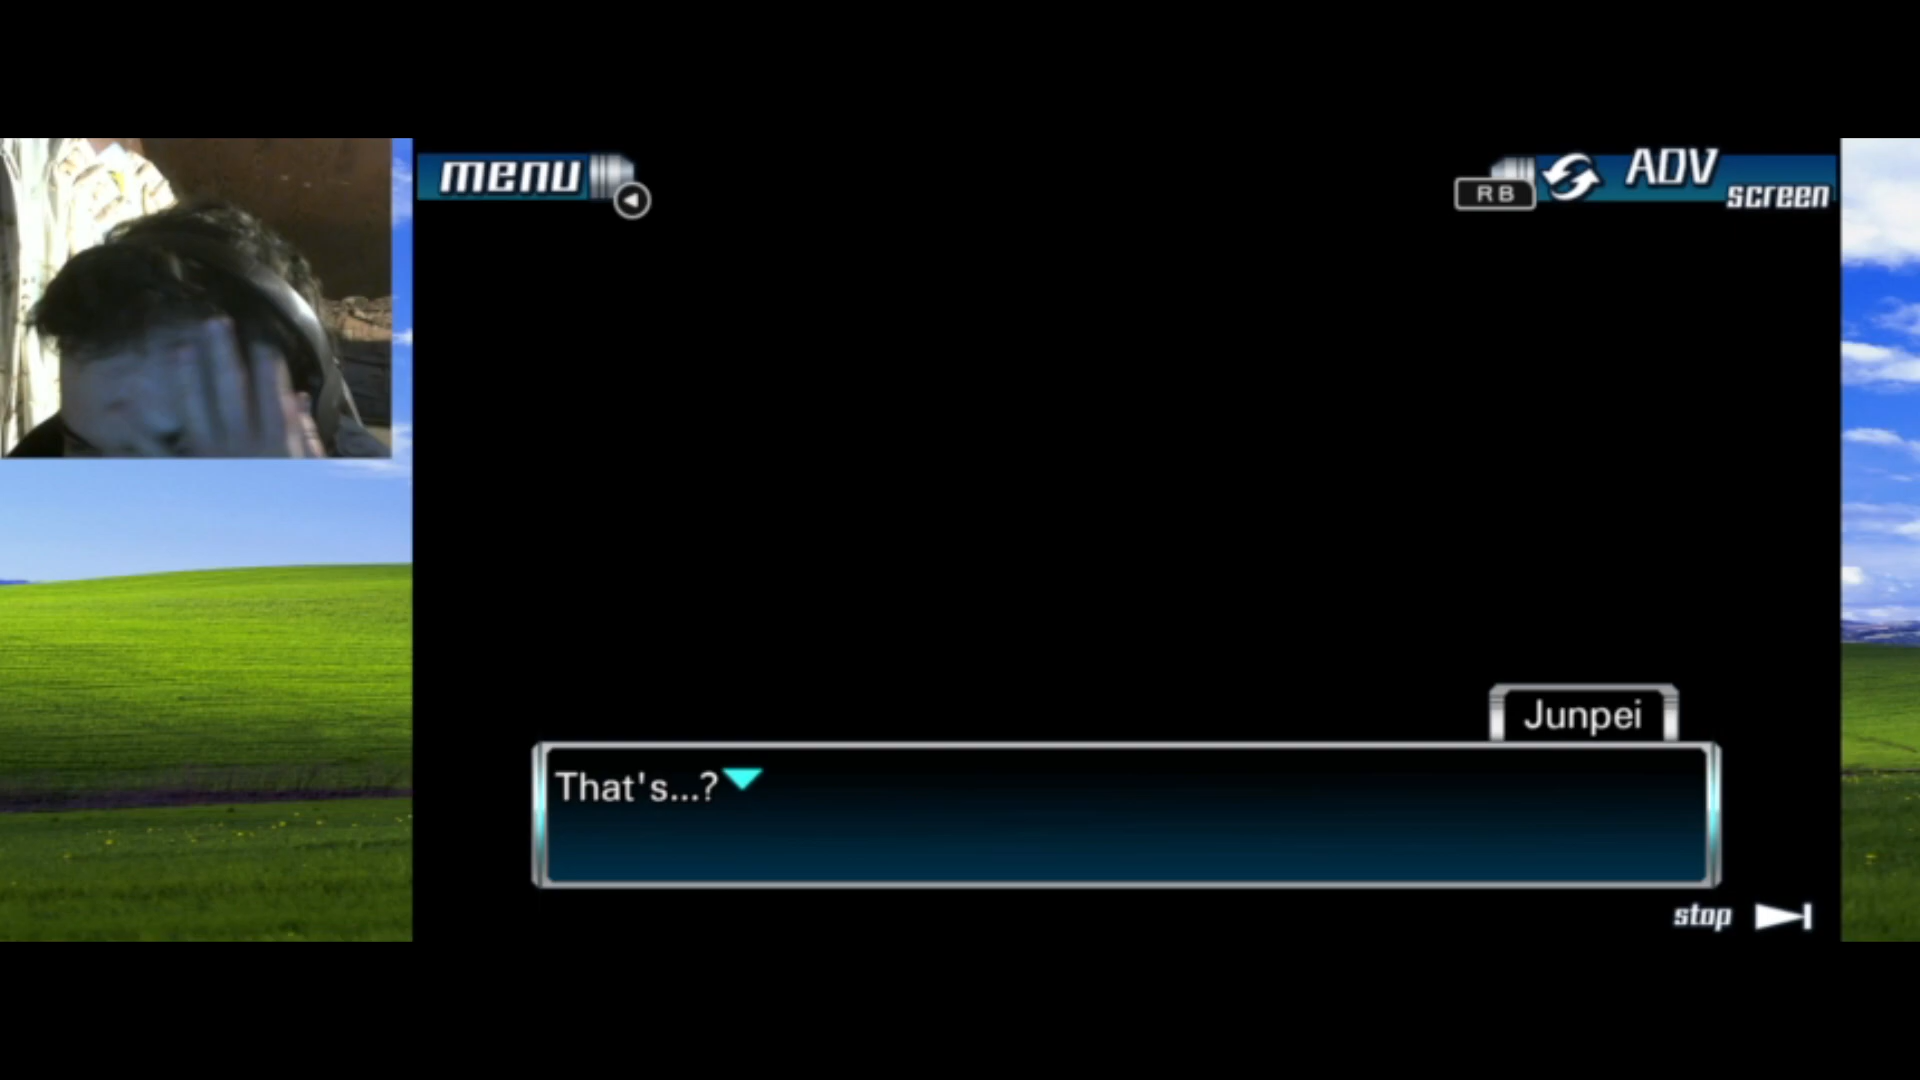 menu
RB
ADV
screen
Junpei
That's...?
stop